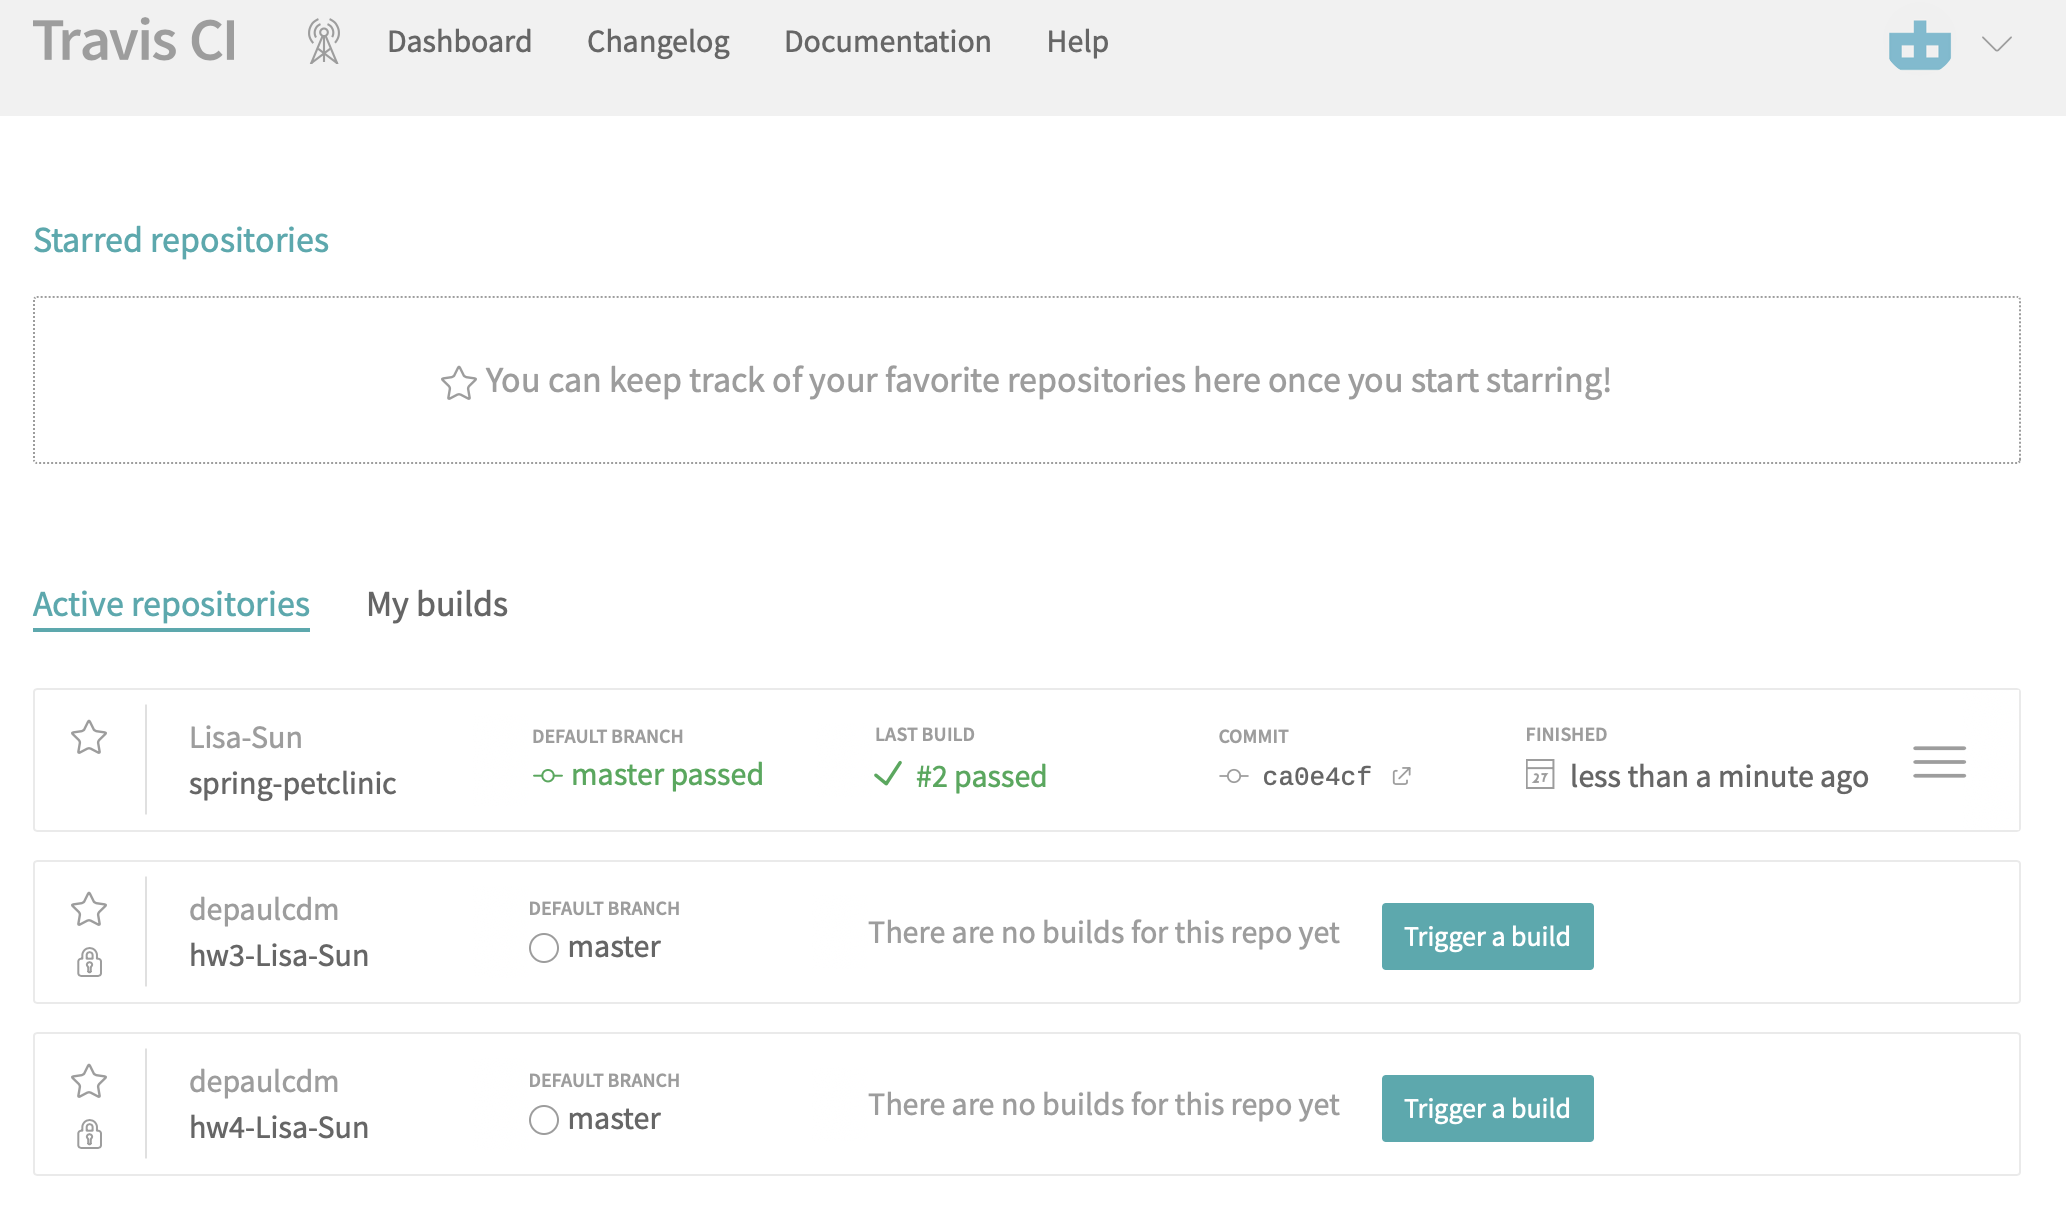 Travis CI
Dashboard
Changelog
Documentation
Help
Starred repositories
You can keep track of your favorite repositories here once you start starring!
Active repositories
My builds
Lisa-Sun
spring-petclinic
DEFAULT BRANCH
master passed
LAST BUILD
#2 passed
COMMIT
ca0e4cf
FINISHED
27
less than a minute ago
depaulcdm
hw3-Lisa-Sun
DEFAULT BRANCH
master
There are no builds for this repo yet
Trigger a build
depaulcdm
hw4-Lisa-Sun
DEFAULT BRANCH
master
There are no builds for this repo yet
Trigger a build